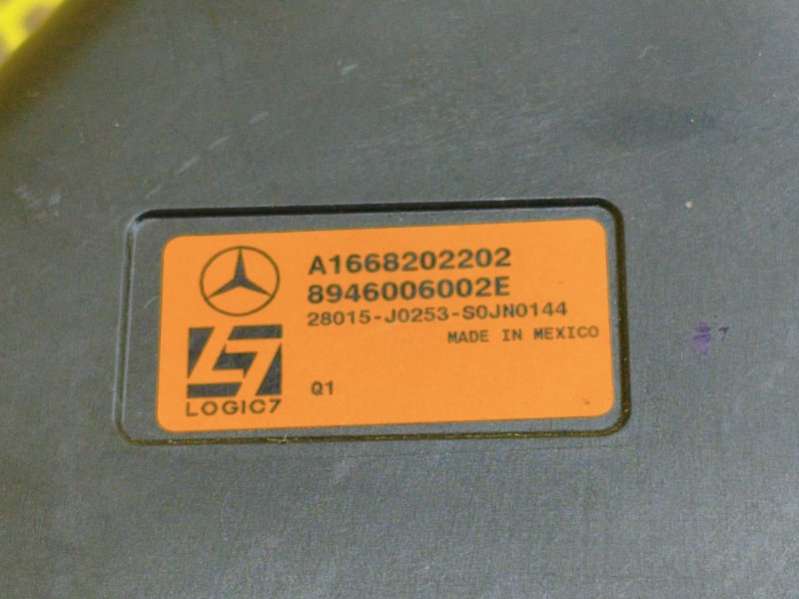 A1668202202
8946006002E
28015-J0253-S0JN0144
MADE IN MEXICO
Q1
LOGIC7